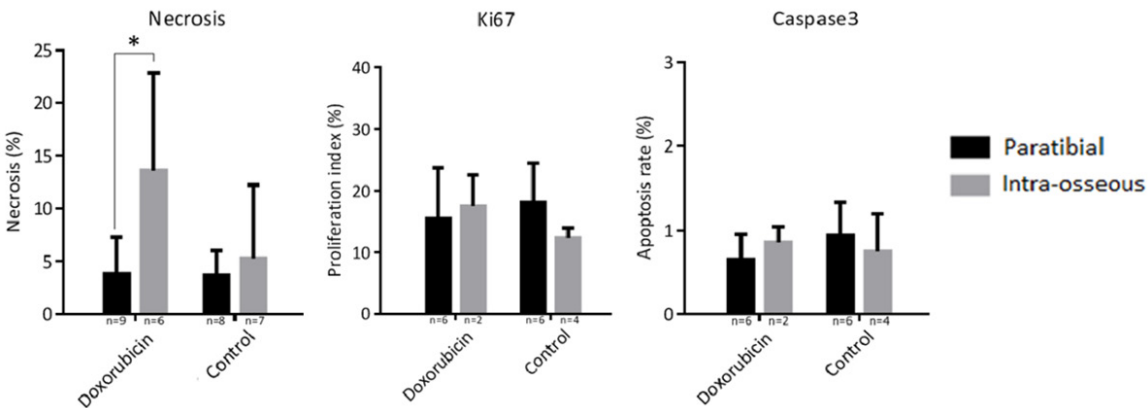 Necrosis
Ki67
Caspase3
Necrosis (%)
25
20
15
10
5
0
*
n=9 n=6 n=8 n=7
Doxorubicin
Control
Proliferation index (%)
40
30
20
10
0
n=6 n=2 n=6 n=4
Doxorubicin
Control
Apoptosis rate (%)
3
2
1
0
n=6 n=2 n=6 n=4
Doxorubicin
Control
Paratibial
Intra-osseous